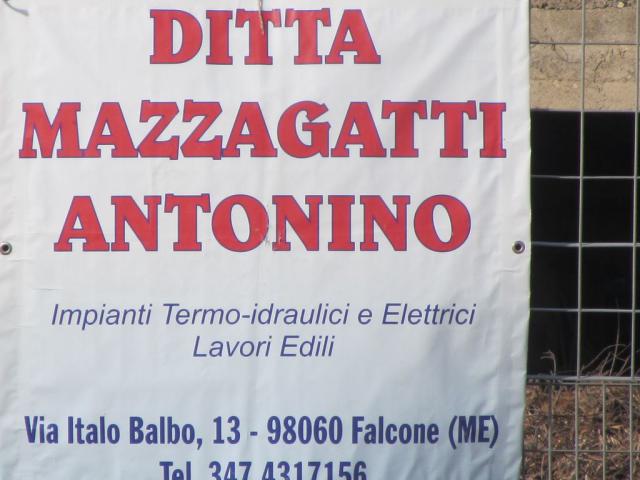 DITTA
MAZZAGATTI
ANTONINO
Impianti Termo-idraulici e Elettrici
Lavori Edili
Via Italo Balbo, 13 - 98060 Falcone (ME)
Tel. 347 4317156